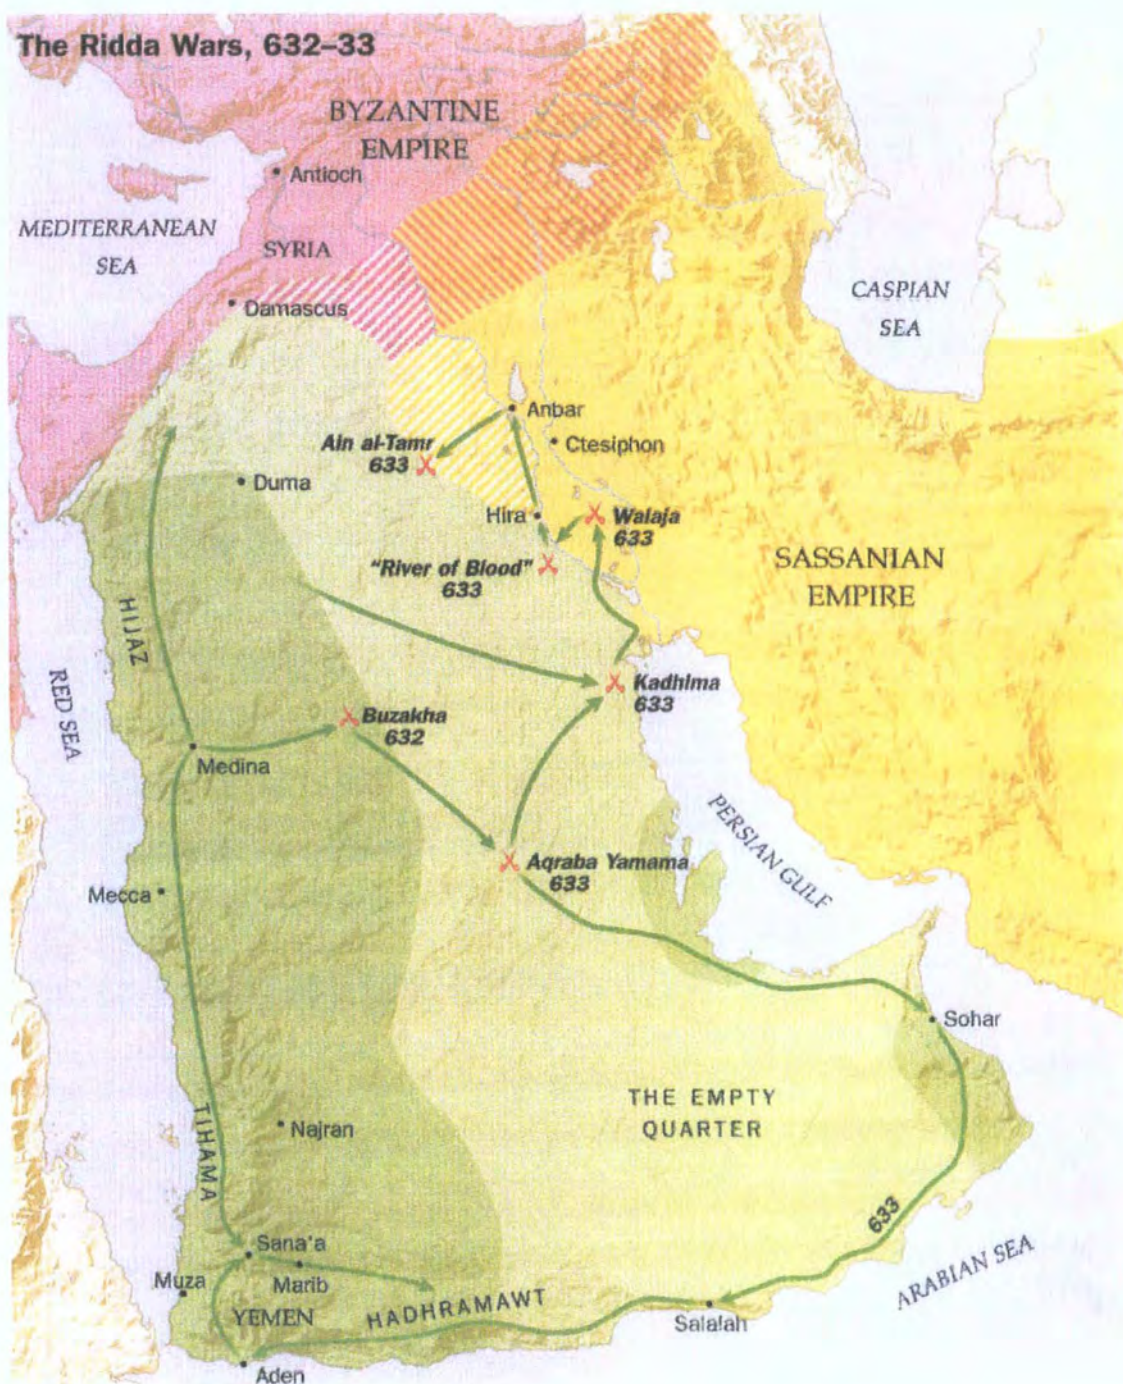 The Ridda Wars, 632–33
BYZANTINE
EMPIRE
Antioch
MEDITERRANEAN
SEA
SYRIA
CASPIAN
SEA
Damascus
Anbar
Ain al-Tamr
633
Ctesiphon
Duma
Hira
Walaja
633
"River of Blood"
633
SASSANIAN
EMPIRE
HIJAZ
RED SEA
Kadhima
633
Buzakha
632
Medina
PERSIAN GULF
Aqraba Yamama
633
Mecca
Sohar
THE EMPTY
QUARTER
Najran
TIHAMA
633
Sana'a
Marib
Muza
YEMEN
HADHRAMAWT
ARABIAN SEA
Salalah
Aden